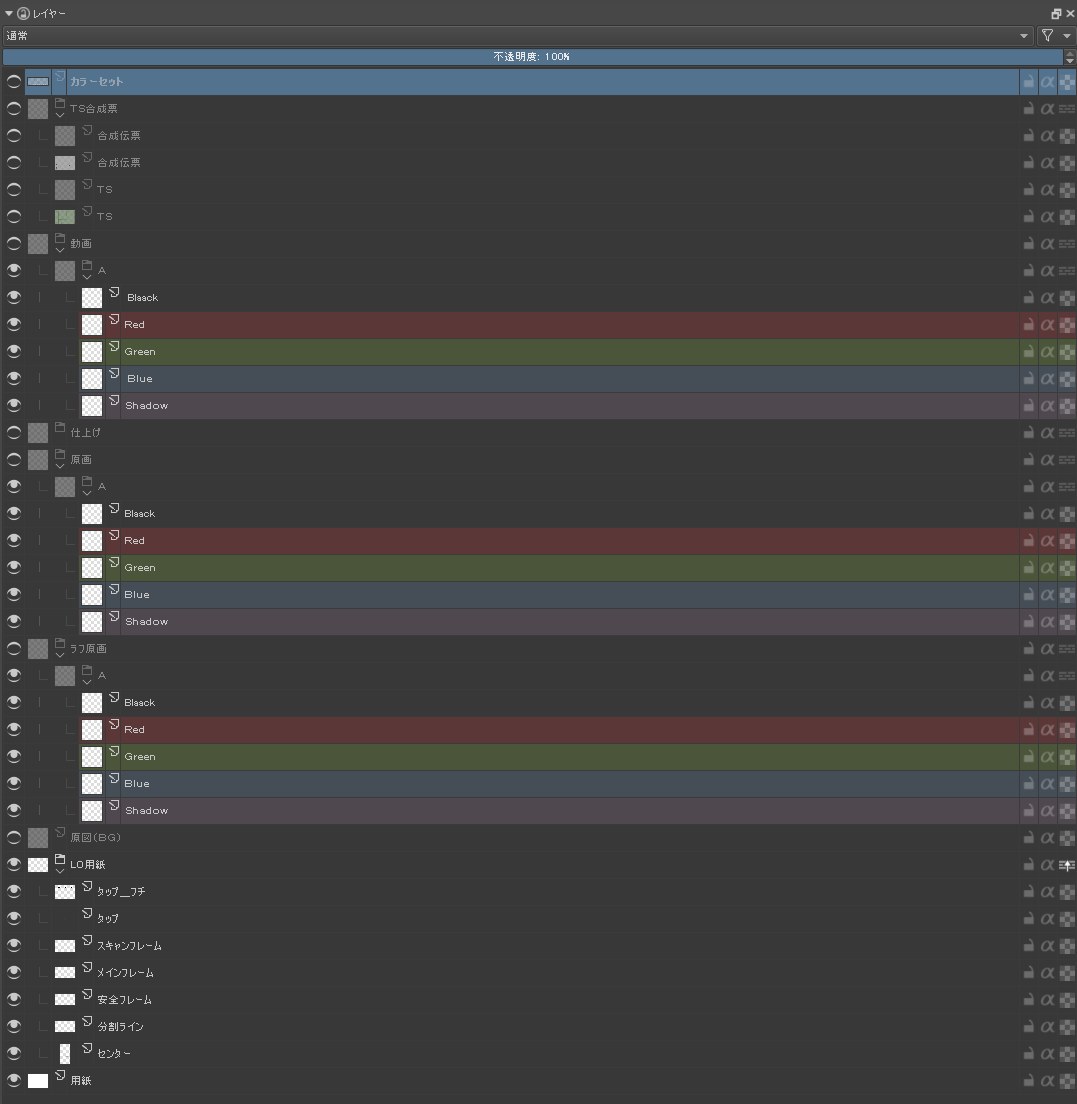 レイヤー
通常
不透明度: 100%
カラーセット
TS合成票
合成伝票
合成伝票
TS
TS
動画
A
Blaack
Red
Green
Blue
Shadow
仕上げ
原画
A
Blaack
Red
Green
Blue
Shadow
ラフ原画
A
Blaack
Red
Green
Blue
Shadow
原図(BG)
LO用紙
タップ__フチ
タップ
スキャンフレーム
メインフレーム
安全フレーム
分割ライン
センター
用紙